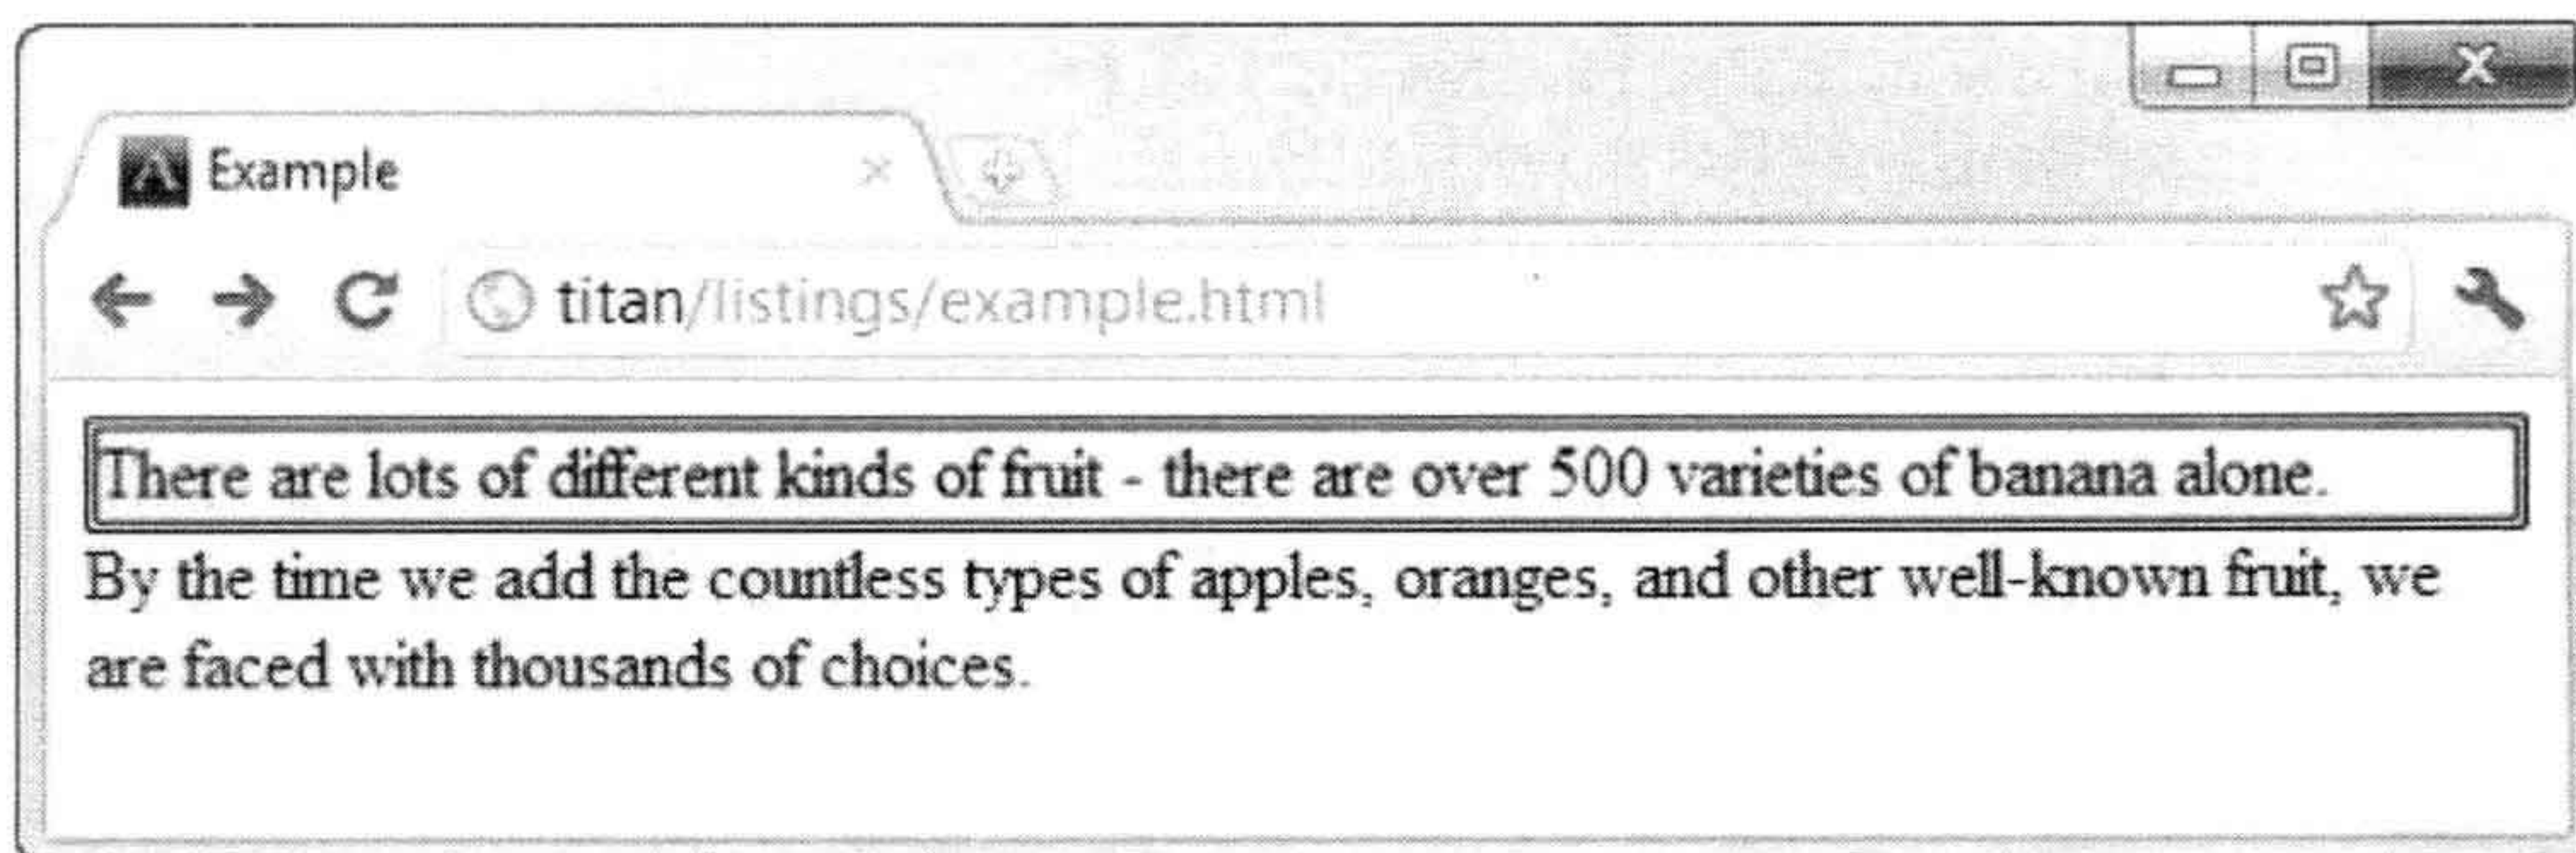 Example
titan/listings/example.html
There are lots of different kinds of fruit - there are over 500 varieties of banana alone.
By the time we add the countless types of apples, oranges, and other well-known fruit, we
are faced with thousands of choices.